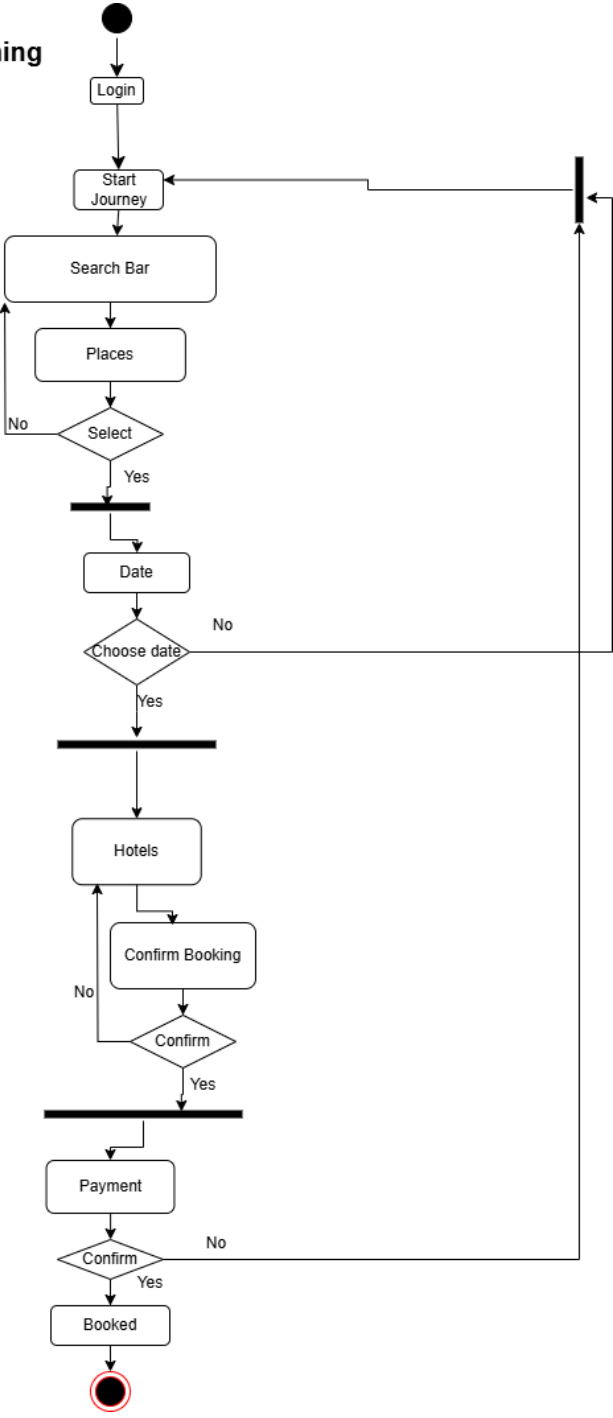 ning
Login
Start
Journey
Search Bar
Places
No
Select
Yes
Date
No
Choose date
Yes
Hotels
Confirm Booking
No
Confirm
Yes
Payment
No
Confirm
Yes
Booked